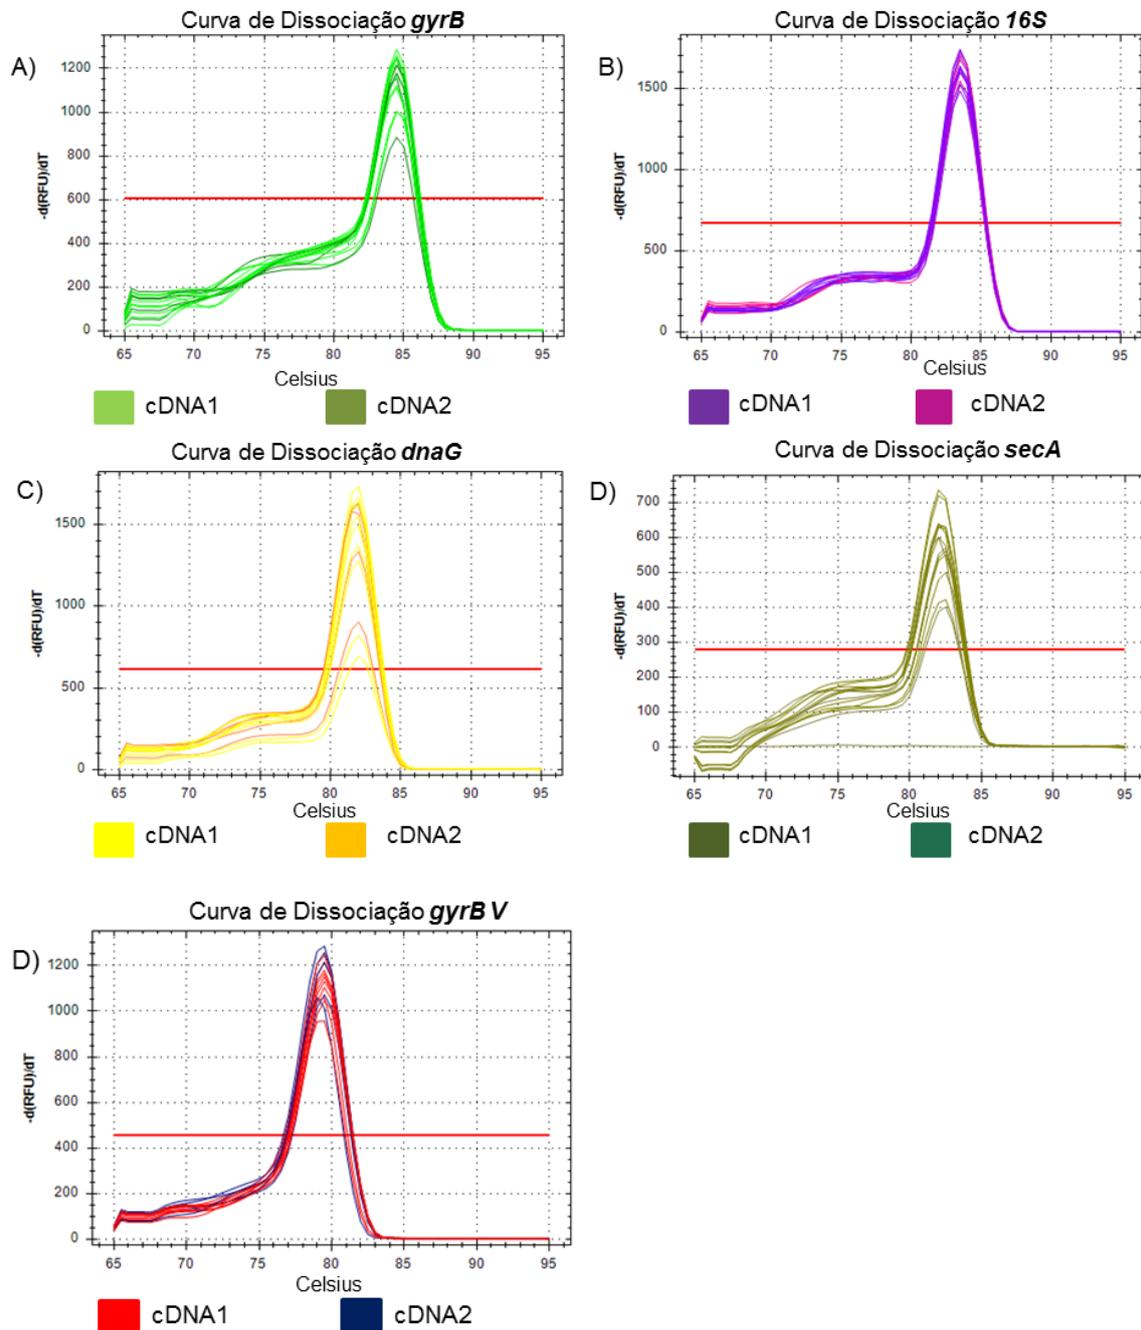 Curva de Dissociação gyrB
A)
-d(RFU)/dT
1200
1000
800
600
400
200
0
65 70 75 80 85 90 95
Celsius
cDNA1 cDNA2
Curva de Dissociação 16S
B)
-d(RFU)/dT
1500
1000
500
0
65 70 75 80 85 90 95
Celsius
cDNA1 cDNA2
Curva de Dissociação dnaG
C)
-d(RFU)/dT
1500
1000
500
0
65 70 75 80 85 90 95
Celsius
cDNA1 cDNA2
Curva de Dissociação secA
D)
-d(RFU)/dT
700
600
500
400
300
200
100
0
65 70 75 80 85 90 95
Celsius
cDNA1 cDNA2
Curva de Dissociação gyrB V
D)
-d(RFU)/dT
1200
1000
800
600
400
200
0
65 70 75 80 85 90 95
Celsius
cDNA1 cDNA2